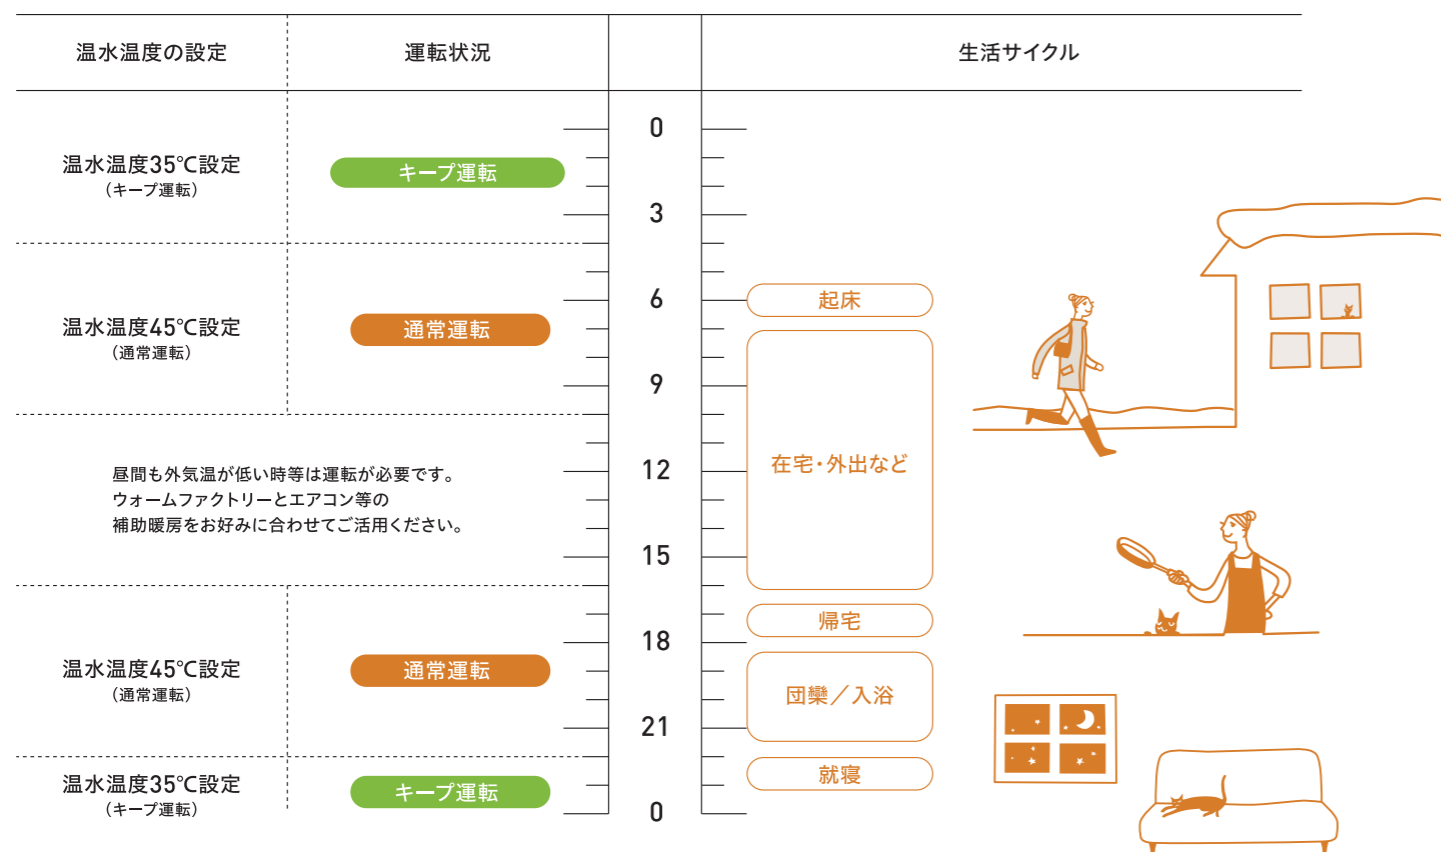 温水温度の設定
運転状況
生活サイクル
温水温度35℃設定
（キープ運転）
キープ運転
温水温度45℃設定
（通常運転）
通常運転
昼間も外気温が低い時等は運転が必要です。
ウォームファクトリーとエアコン等の
補助暖房をお好みに合わせてご活用ください。
温水温度45℃設定
（通常運転）
通常運転
温水温度35℃設定
（キープ運転）
キープ運転
0
3
6
9
12
15
18
21
0
起床
在宅・外出など
帰宅
団欒／入浴
就寝